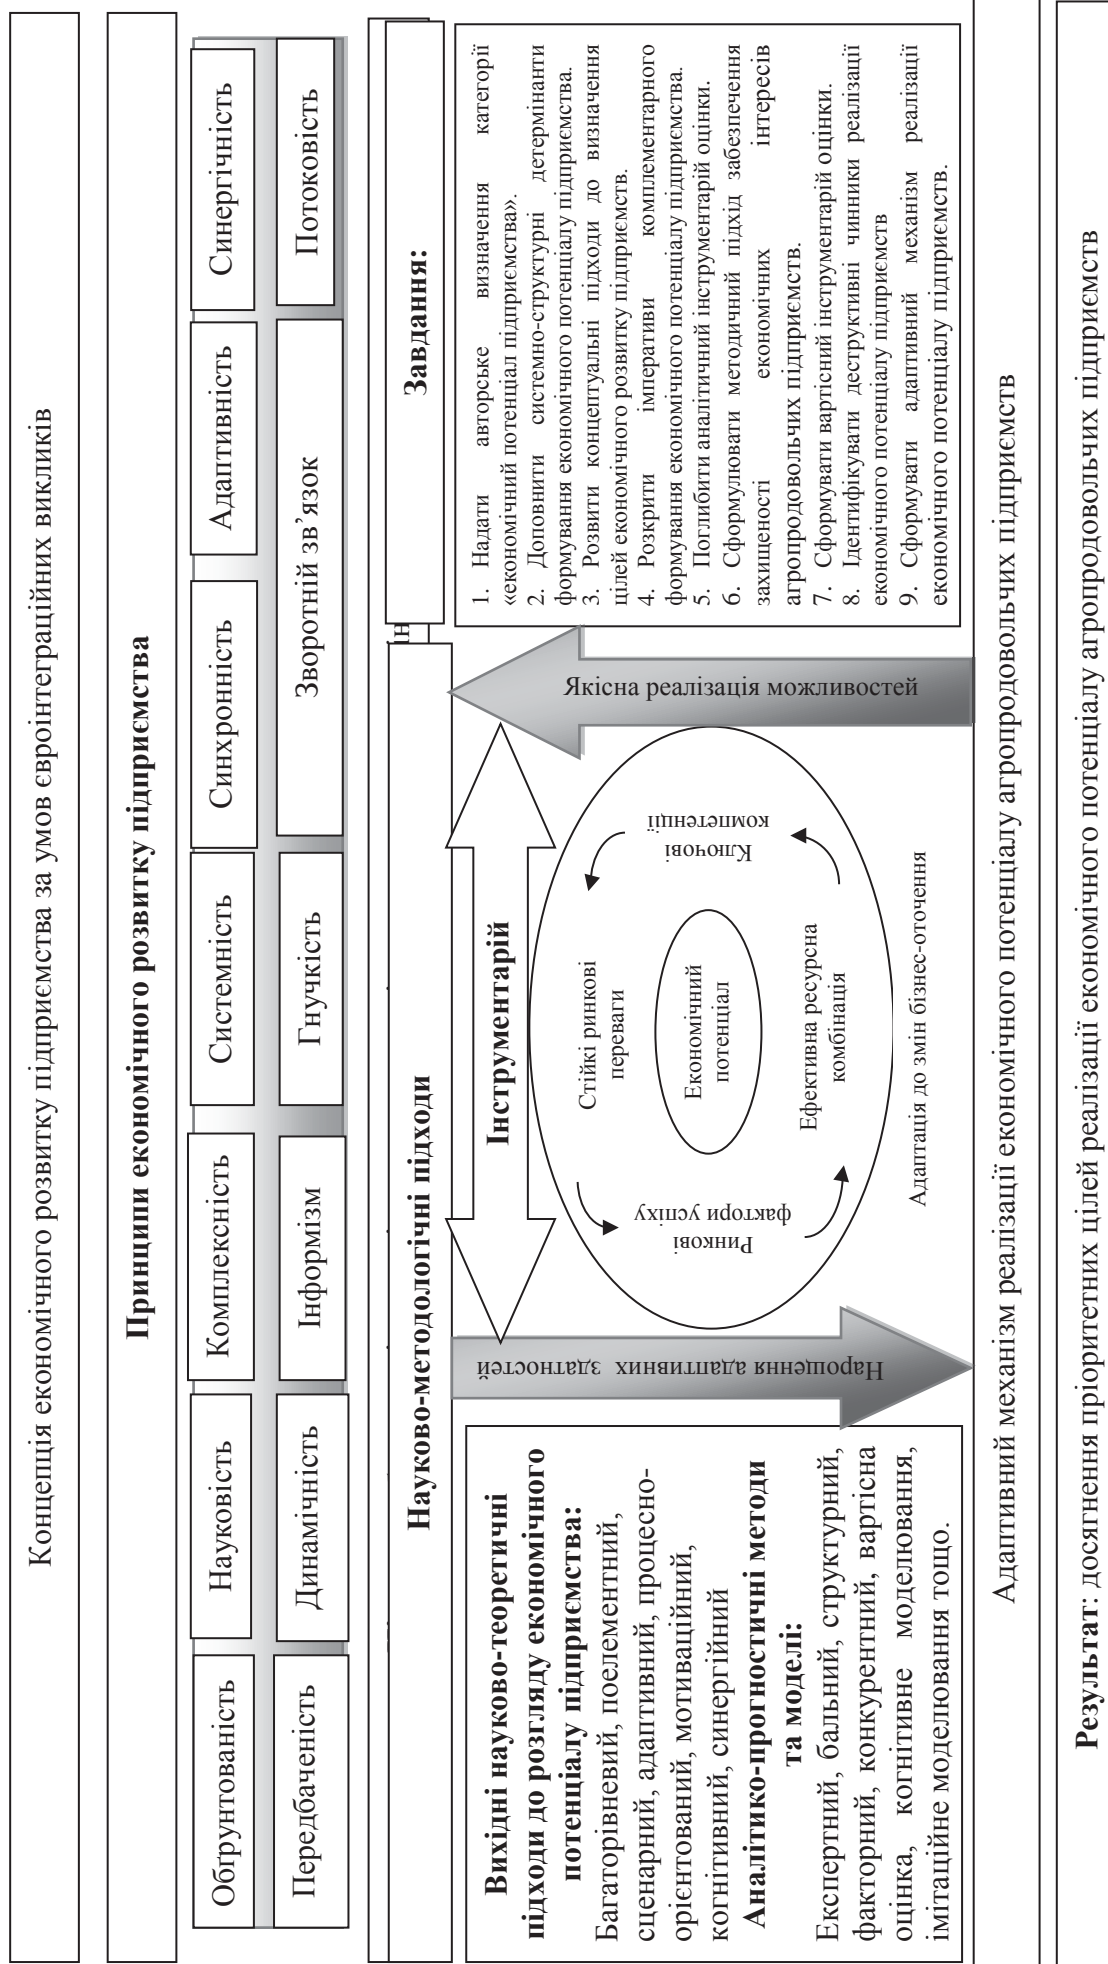 Концепція економічного розвитку підприємства за умов євроінтеграційних викликів
Принципи економічного розвитку підприємства
Обґрунтованість
Науковість
Комплексність
Системність
Синхронність
Адаптивність
Синергічність
Передбаченість
Динамічність
Інформізм
Гнучкість
Зворотній зв’язок
Потоковість
Науково-методологічні підходи
Завдання:
Вихідні науково-теоретичні
підходи до розгляду економічного
потенціалу підприємства:
Багаторівневий, поелементний,
сценарний, адаптивний, процесно-
орієнтований, мотиваційний,
когнітивний, синергійний
Аналітико-прогностичні методи
та моделі:
Експертний, бальний, структурний,
факторний, конкурентний, вартісна
оцінка, когнітивне моделювання,
імітаційне моделювання тощо.
Нарощення адаптивних здатностей
Інструментарій
Стійкі ринкові
переваги
Ринкові
фактори успіху
Економічний
потенціал
Ключові
компетенції
Ефективна ресурсна
комбінація
Адаптація до змін бізнес-оточення
Якісна реалізація можливостей
1. Надати авторське визначення категорії
«економічний потенціал підприємства».
2. Доповнити системно-структурні детермінанти
формування економічного потенціалу підприємства.
3. Розвити концептуальні підходи до визначення
цілей економічного розвитку підприємств.
4. Розкрити імперативи комплементарного
формування економічного потенціалу підприємства.
5. Поглибити аналітичний інструментарій оцінки.
6. Сформулювати методичний підхід забезпечення
захищеності економічних інтересів
агропродовольчих підприємств.
7. Сформувати вартісний інструментарій оцінки.
8. Ідентифікувати деструктивні чинники реалізації
економічного потенціалу підприємств
9. Сформувати адаптивний механізм реалізації
економічного потенціалу підприємств.
Адаптивний механізм реалізації економічного потенціалу агропродовольчих підприємств
Результат: досягнення пріоритетних цілей реалізації економічного потенціалу агропродовольчих підприємств